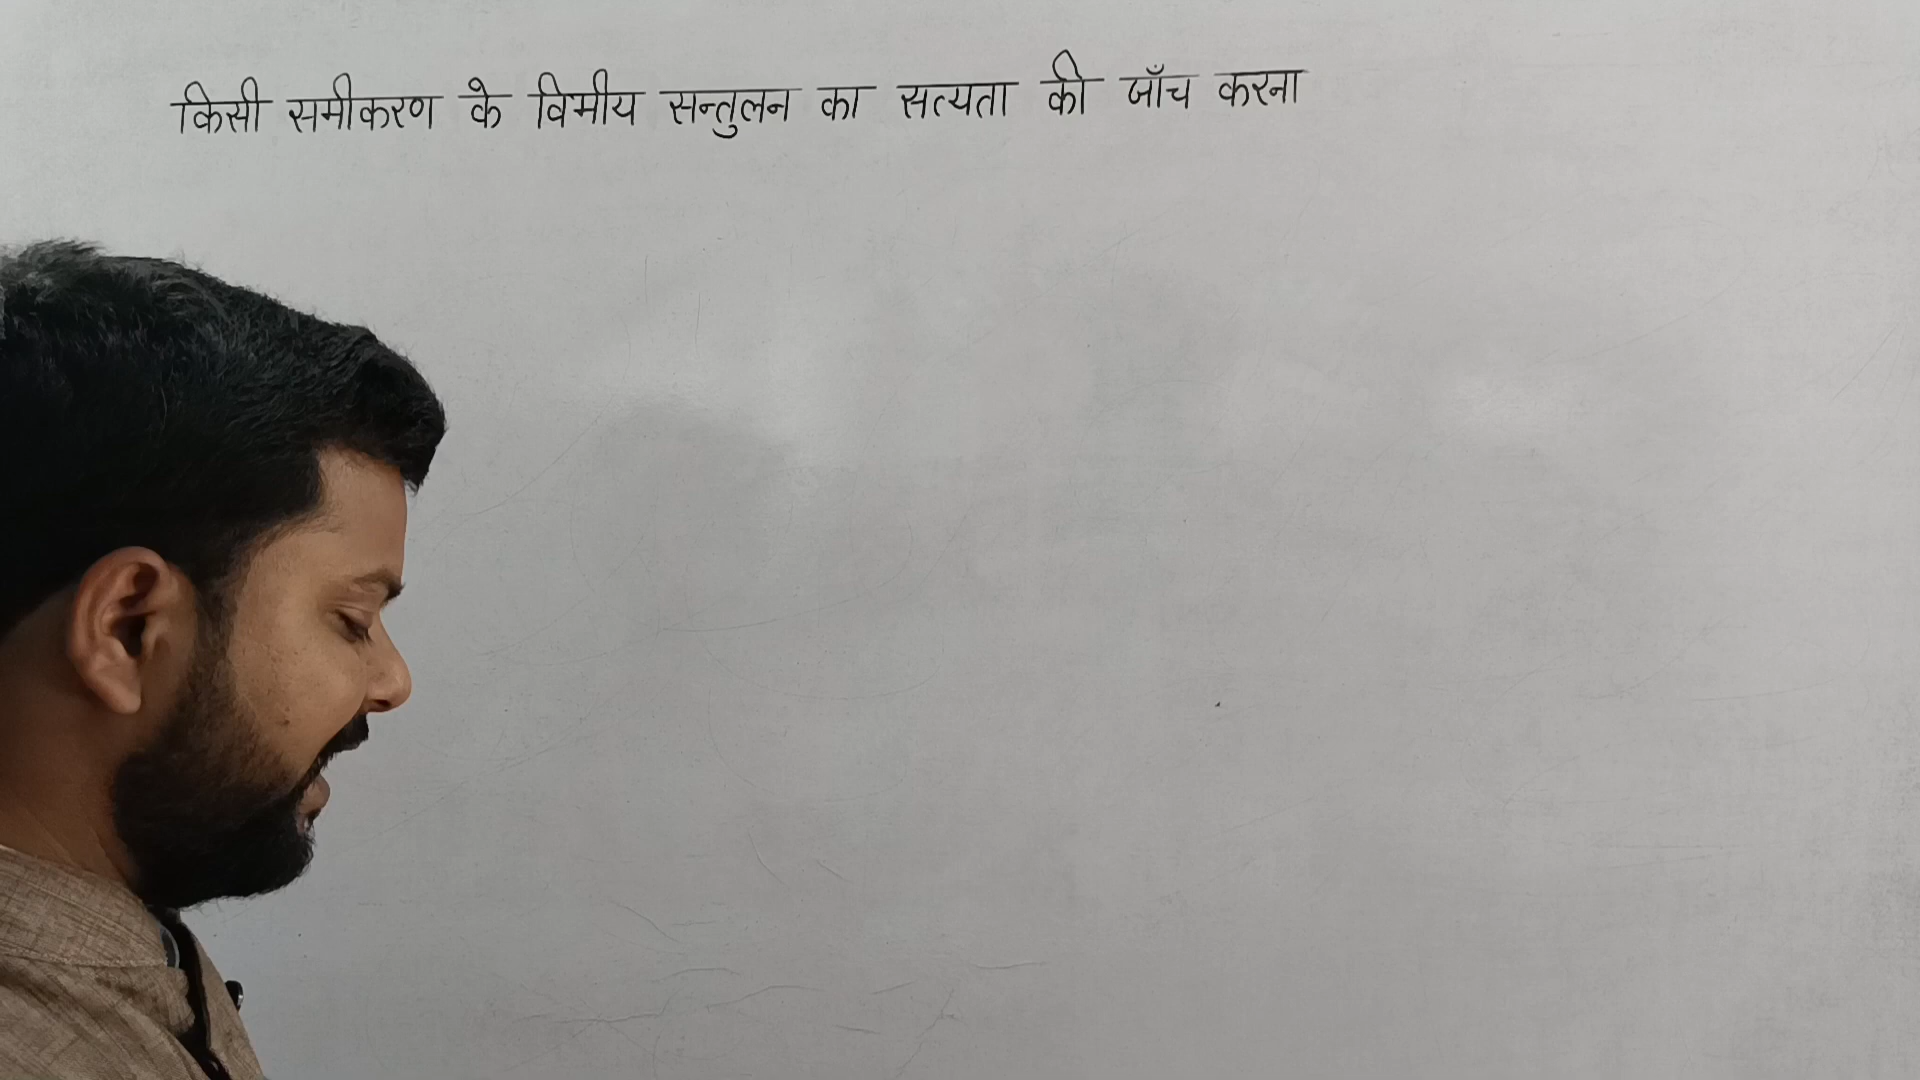 किसी समीकरण के विमीय सन्तुलन का सत्यता की जाँच करना